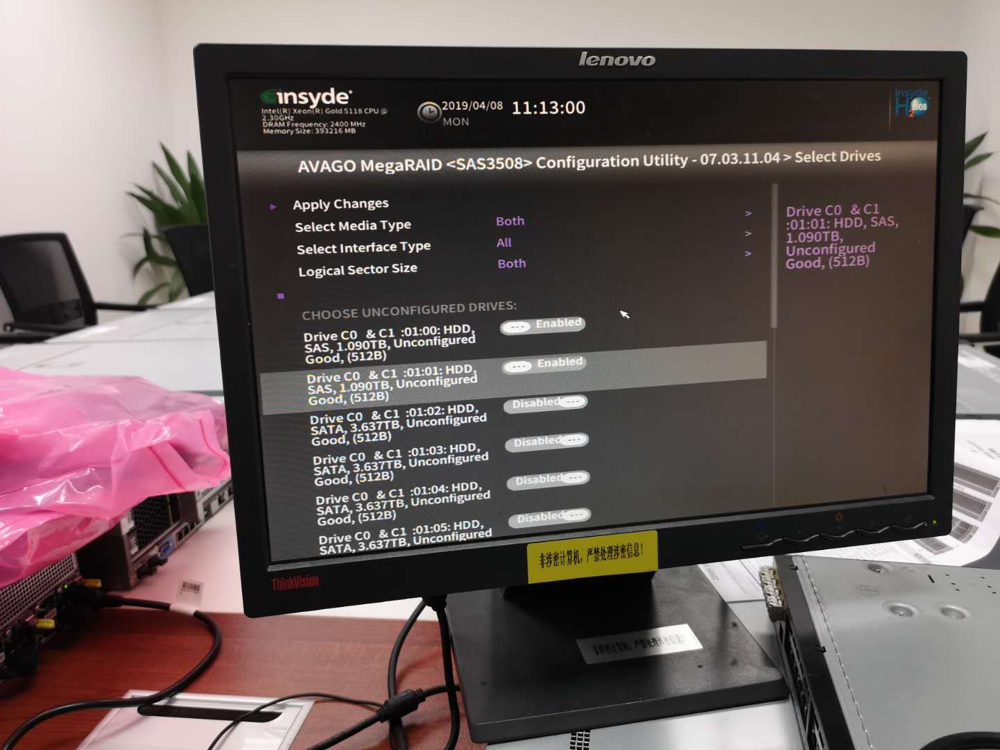 lenovo
insyde
Intel(R) Xeon(R) Gold 5118 CPU @
2.30GHz
DRAM Frequency: 2400 MHz
Memory Size: 393216 MB
2019/04/08 11:13:00
MON
insyde
H2O BIOS
AVAGO MegaRAID <SAS3508> Configuration Utility - 07.03.11.04 > Select Drives
Apply Changes
Select Media Type Both >
Select Interface Type All >
Logical Sector Size Both >
CHOOSE UNCONFIGURED DRIVES:
Drive C0 & C1 :01:00: HDD, --- Enabled
SAS, 1.090TB, Unconfigured
Good, (512B)
Drive C0 & C1 :01:01: HDD, --- Enabled
SAS, 1.090TB, Unconfigured
Good, (512B)
Drive C0 & C1 :01:02: HDD, Disabled ---
SATA, 3.637TB, Unconfigured
Good, (512B)
Drive C0 & C1 :01:03: HDD, Disabled ---
SATA, 3.637TB, Unconfigured
Good, (512B)
Drive C0 & C1 :01:04: HDD, Disabled ---
SATA, 3.637TB, Unconfigured
Good, (512B)
Drive C0 & C1 :01:05: HDD, Disabled ---
SATA, 3.637TB, Unconfigured
Drive C0 & C1
:01:01: HDD, SAS,
1.090TB,
Unconfigured
Good, (512B)
ThinkVision
非涉密计算机，严禁处理涉密信息！
非涉密计算机，严禁处理涉密信息！